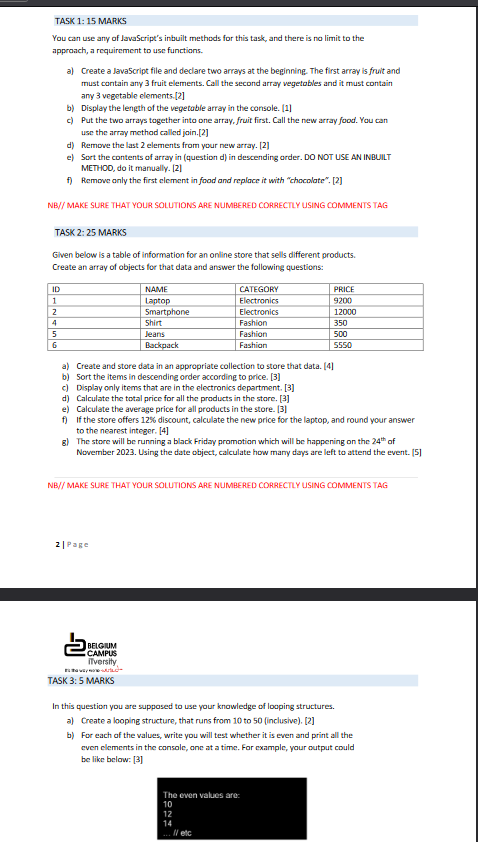 TASK 1: 15 MARKS
You can use any of JavaScript's inbuilt methods for this task, and there is no limit to the
approach, a requirement to use functions.
a) Create a JavaScript file and declare two arrays at the beginning. The first array is fruit and
must contain any 3 fruit elements. Call the second array vegetables and it must contain
any 3 vegetable elements.[2]
b) Display the length of the vegetable array in the console. [1]
c) Put the two arrays together into one array, fruit first. Call the new array food. You can
use the array method called join.[2]
d) Remove the last 2 elements from your new array. [2]
e) Sort the contents of array in (question d) in descending order. DO NOT USE AN INBUILT
METHOD, do it manually. [2]
f) Remove only the first element in food and replace it with "chocolate". [2]
NB// MAKE SURE THAT YOUR SOLUTIONS ARE NUMBERED CORRECTLY USING COMMENTS TAG
TASK 2: 25 MARKS
Given below is a table of information for an online store that sells different products.
Create an array of objects for that data and answer the following questions:
ID NAME CATEGORY PRICE
1 Laptop Electronics 9200
2 Smartphone Electronics 12000
4 Shirt Fashion 350
5 Jeans Fashion 500
6 Backpack Fashion 5550
a) Create and store data in an appropriate collection to store that data. [4]
b) Sort the items in descending order according to price. [3]
c) Display only items that are in the electronics department. [3]
d) Calculate the total price for all the products in the store. [3]
e) Calculate the average price for all products in the store. [3]
f) If the store offers 12% discount, calculate the new price for the laptop, and round your answer
to the nearest integer. [4]
g) The store will be running a black Friday promotion which will be happening on the 24th of
November 2023. Using the date object, calculate how many days are left to attend the event. [5]
NB// MAKE SURE THAT YOUR SOLUTIONS ARE NUMBERED CORRECTLY USING COMMENTS TAG
2 | Page
BELGIUM
CAMPUS
iTversity
It's the way we're
TASK 3: 5 MARKS
In this question you are supposed to use your knowledge of looping structures.
a) Create a looping structure, that runs from 10 to 50 (inclusive). [2]
b) For each of the values, write you will test whether it is even and print all the
even elements in the console, one at a time. For example, your output could
be like below: [3]
The even values are:
10
12
14
... // etc